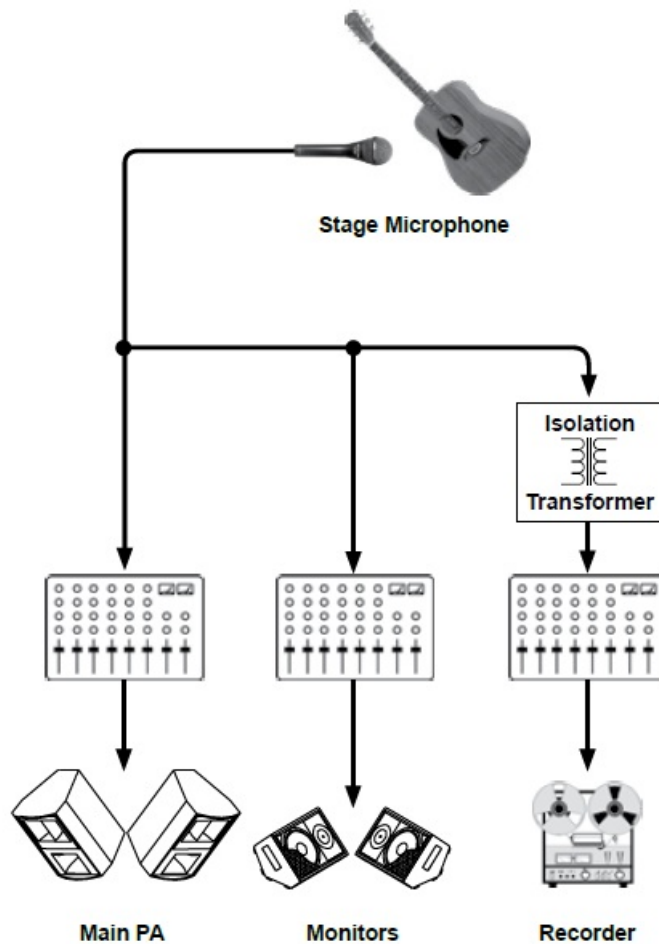 Stage Microphone
Isolation
Transformer
Main PA
Monitors
Recorder